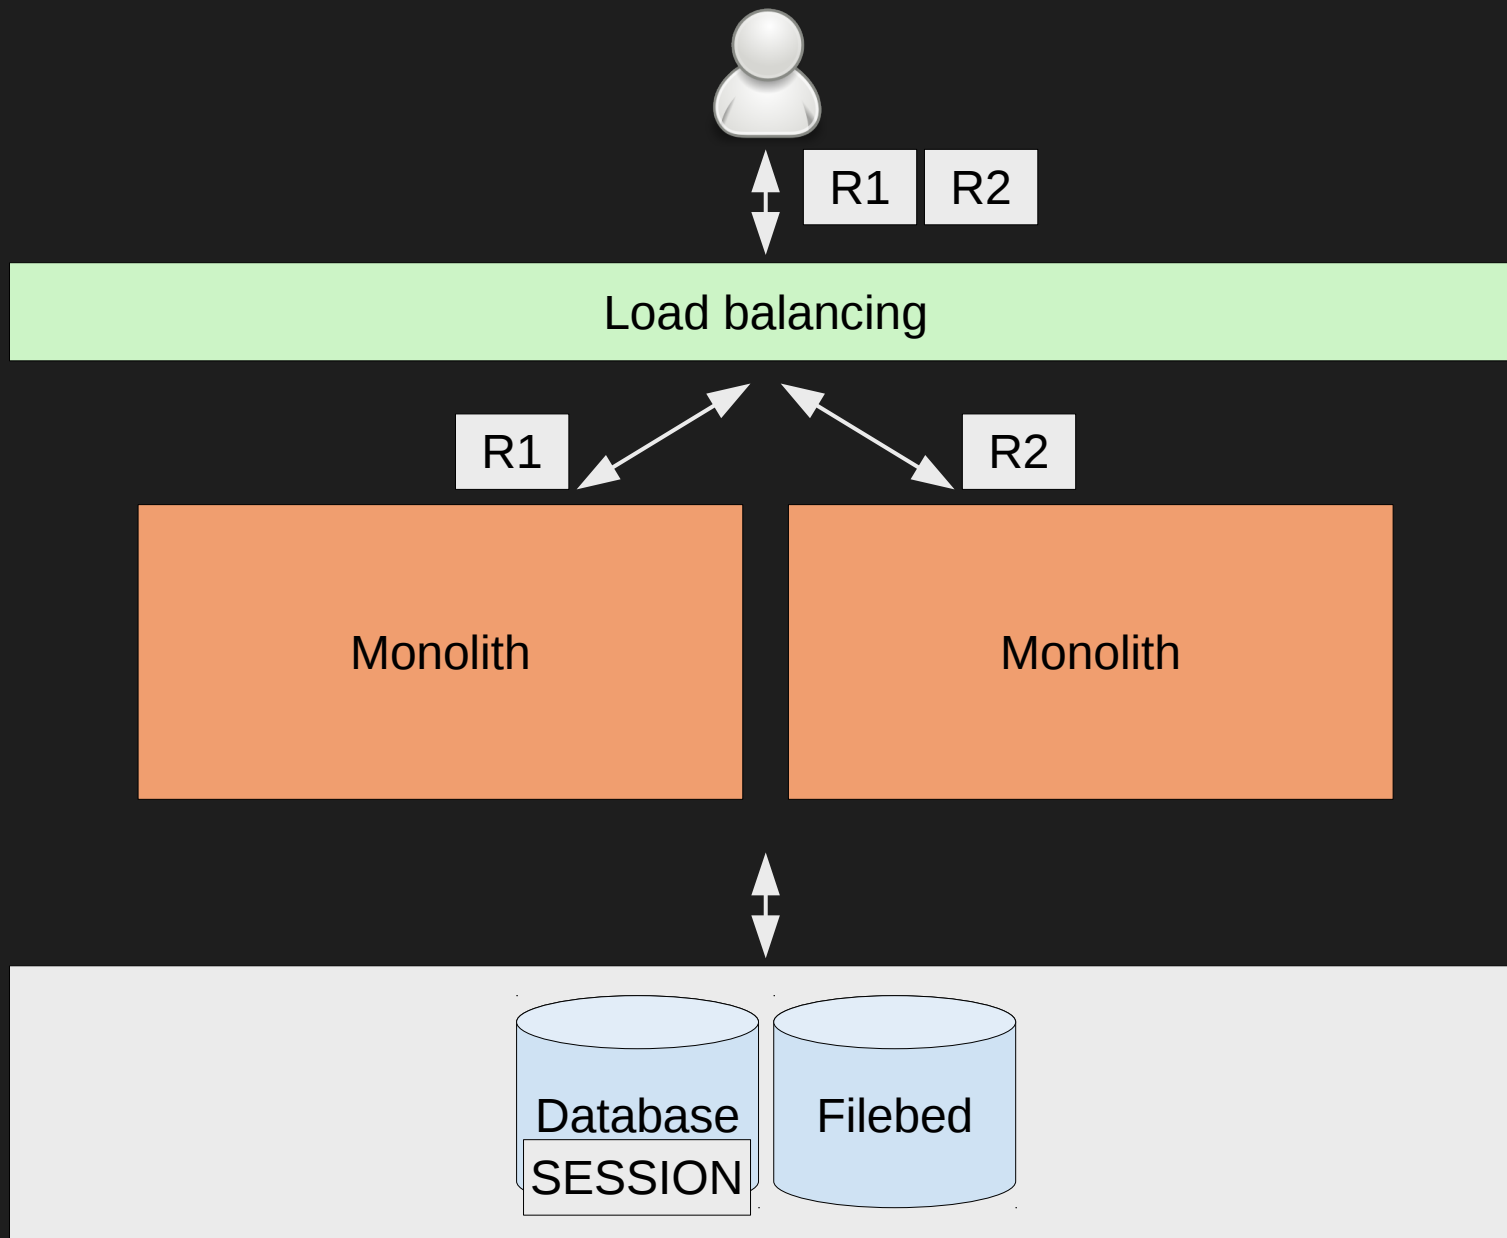 R1
R2
Load balancing
R1
R2
Monolith
Monolith
Database
Filebed
SESSION